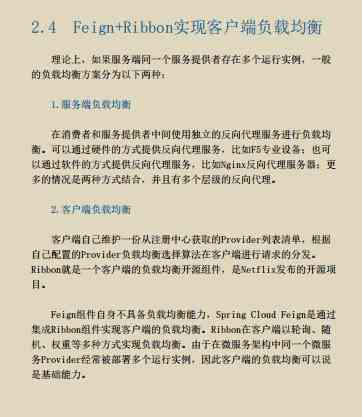 2.4 Feign+Ribbon实现客户端负载均衡
理论上，如果服务端同一个服务提供者存在多个运行实例，一般
的负载均衡方案分为以下两种：
1.服务端负载均衡
在消费者和服务提供者中间使用独立的反向代理服务进行负载均
衡。可以通过硬件的方式提供反向代理服务，比如F5专业设备；也可
以通过软件的方式提供反向代理服务，比如Nginx反向代理服务器；更
多的情况是两种方式结合，并且有多个层级的反向代理。
2.客户端负载均衡
客户端自己维护一份从注册中心获取的Provider列表清单，根据
自己配置的Provider负载均衡选择算法在客户端进行请求的分发。
Ribbon就是一个客户端的负载均衡开源组件，是Netflix发布的开源项
目。
Feign组件自身不具备负载均衡能力，Spring Cloud Feign是通过
集成Ribbon组件实现客户端的负载均衡。Ribbon在客户端以轮询、随
机、权重等多种方式实现负载均衡。由于在微服务架构中同一个微服
务Provider经常被部署多个运行实例，因此客户端的负载均衡可以说
是基础能力。